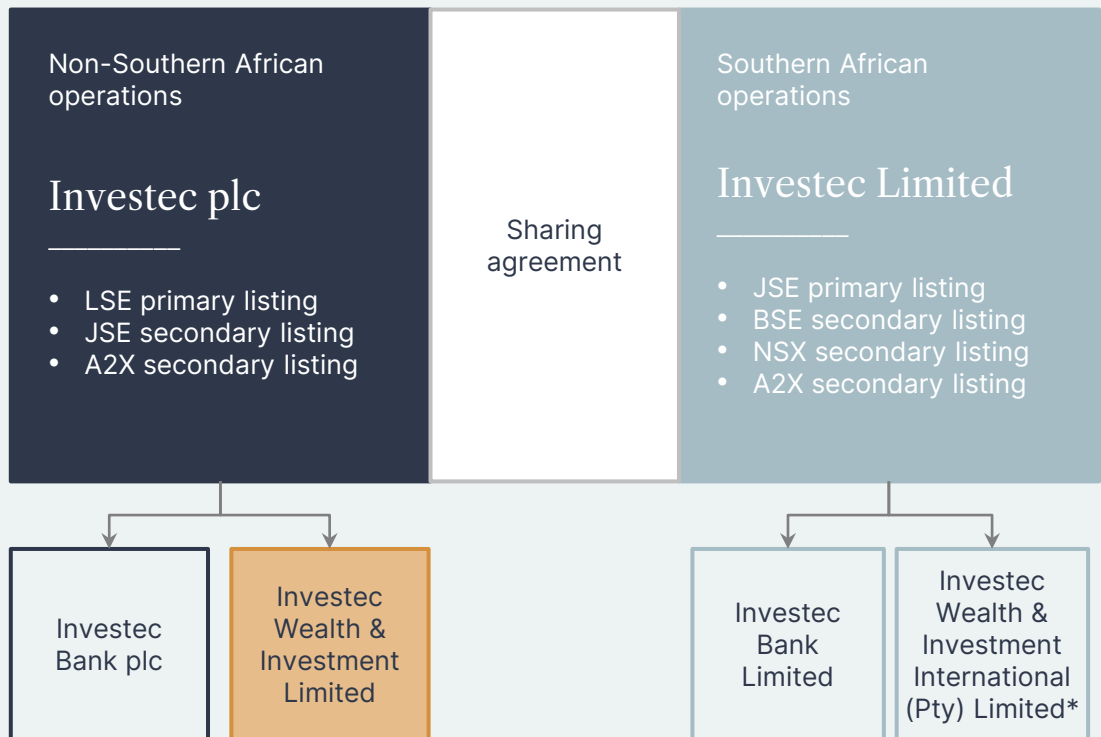 Non-Southern African
operations
Investec plc
• LSE primary listing
• JSE secondary listing
• A2X secondary listing
Sharing
agreement
Southern African
operations
Investec Limited
• JSE primary listing
• BSE secondary listing
• NSX secondary listing
• A2X secondary listing
Investec
Bank plc
Investec
Wealth &
Investment
Limited
Investec
Bank
Limited
Investec
Wealth &
Investment
International
(Pty) Limited*